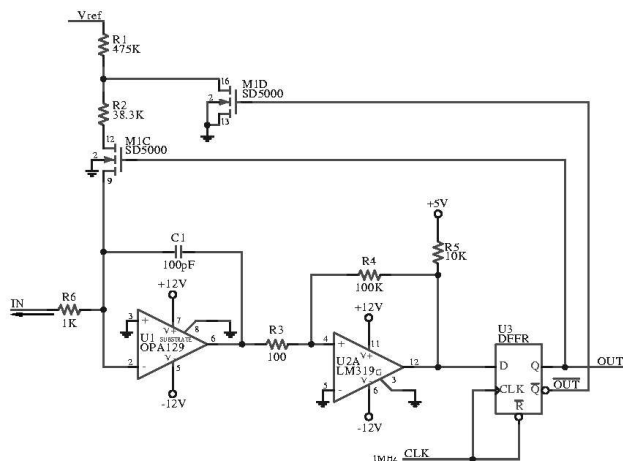 Vref
R1
475K
16
M1D
SD5000
2
13
R2
38.3K
12
M1C
SD5000
2
9
+5V
C1
100pF
R4
100K
R5
10K
+12V
+12V
IN
R6
1K
3
+
7
V+
8
U1
SUBSTRATE
OPA129
6
2
-
V-
5
-12V
R3
100
4
+
11
V+
U2A
LM319
G
12
5
-
V-
3
6
-12V
U3
DFFR
D
Q
OUT
CLK
Q
OUT
R
1MHz
CLK